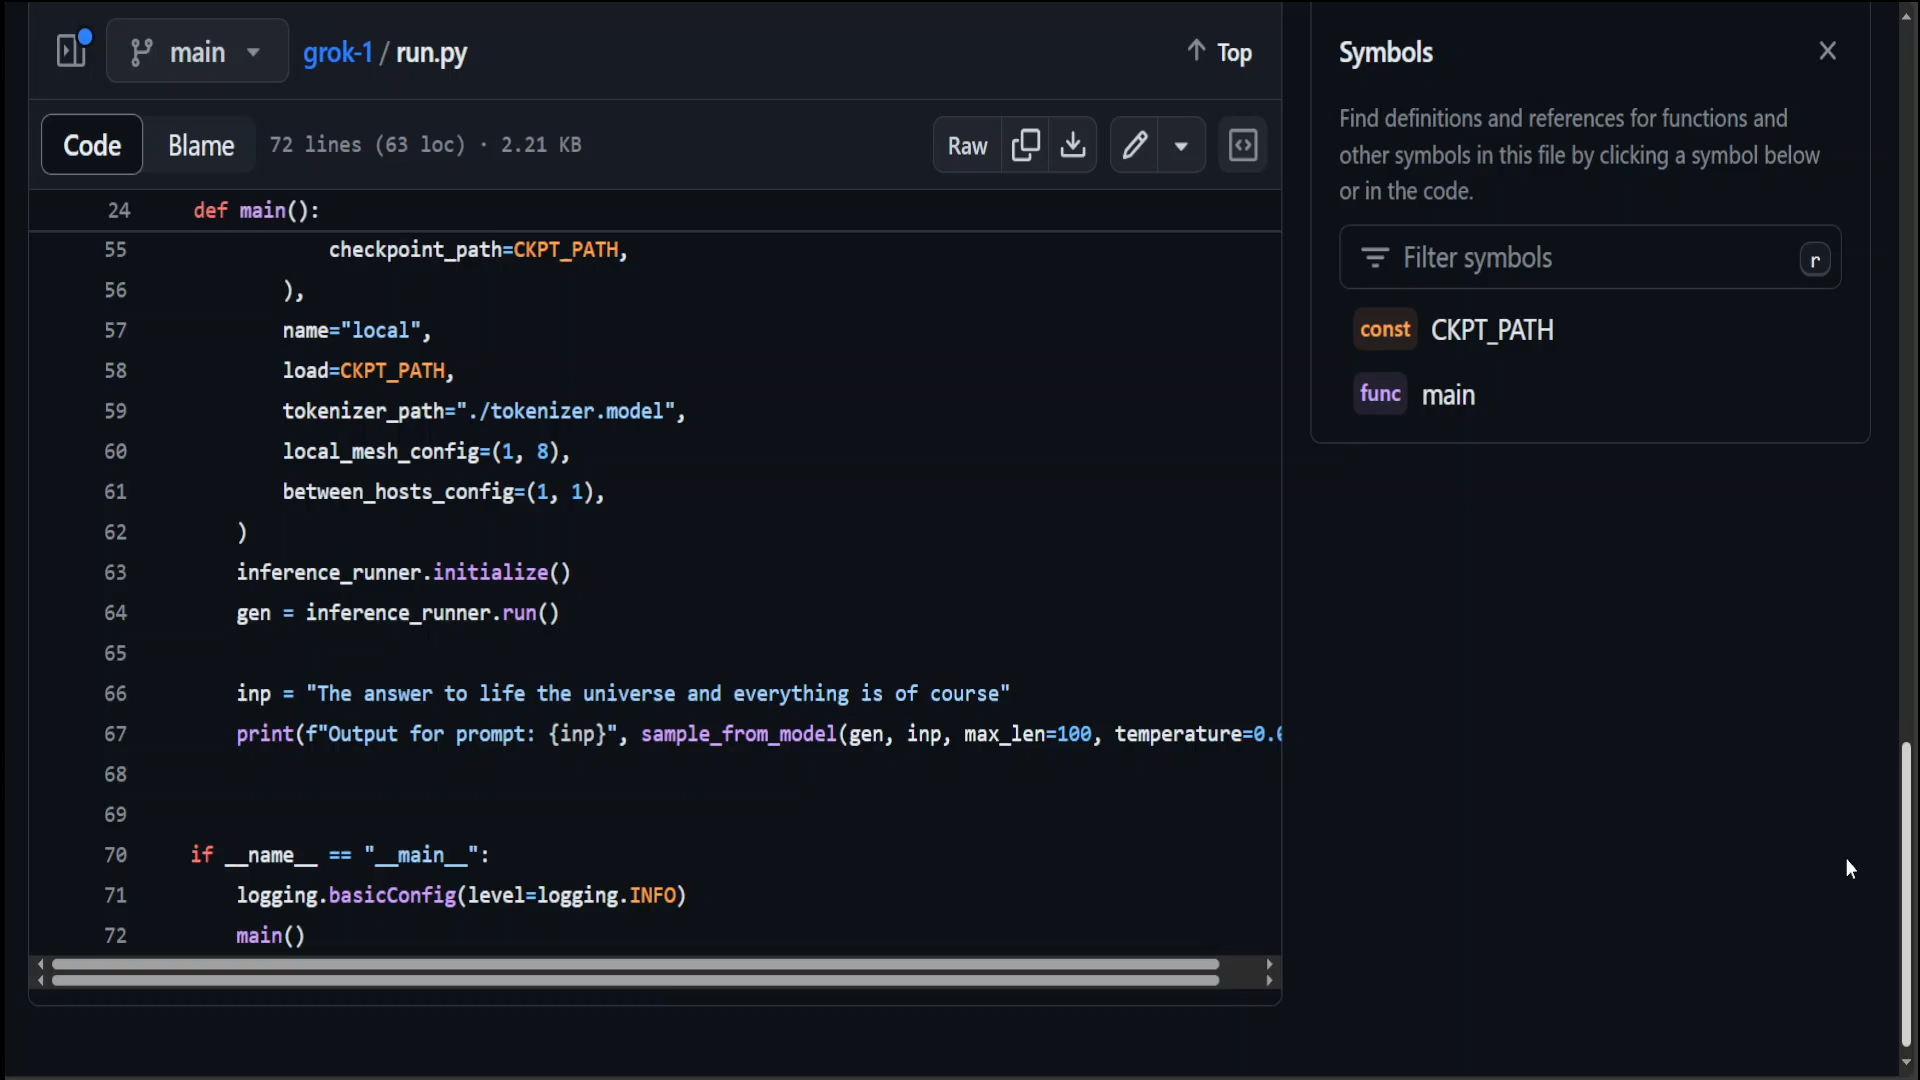 main grok-1 / run.py Top
Code Blame 72 lines (63 loc) · 2.21 KB Raw
24 def main():
55 checkpoint_path=CKPT_PATH,
56 ),
57 name="local",
58 load=CKPT_PATH,
59 tokenizer_path="./tokenizer.model",
60 local_mesh_config=(1, 8),
61 between_hosts_config=(1, 1),
62 )
63 inference_runner.initialize()
64 gen = inference_runner.run()
65
66 inp = "The answer to life the universe and everything is of course"
67 print(f"Output for prompt: {inp}", sample_from_model(gen, inp, max_len=100, temperature=0.0
68
69
70 if __name__ == "__main__":
71 logging.basicConfig(level=logging.INFO)
72 main()
Symbols
Find definitions and references for functions and
other symbols in this file by clicking a symbol below
or in the code.
Filter symbols r
const CKPT_PATH
func main